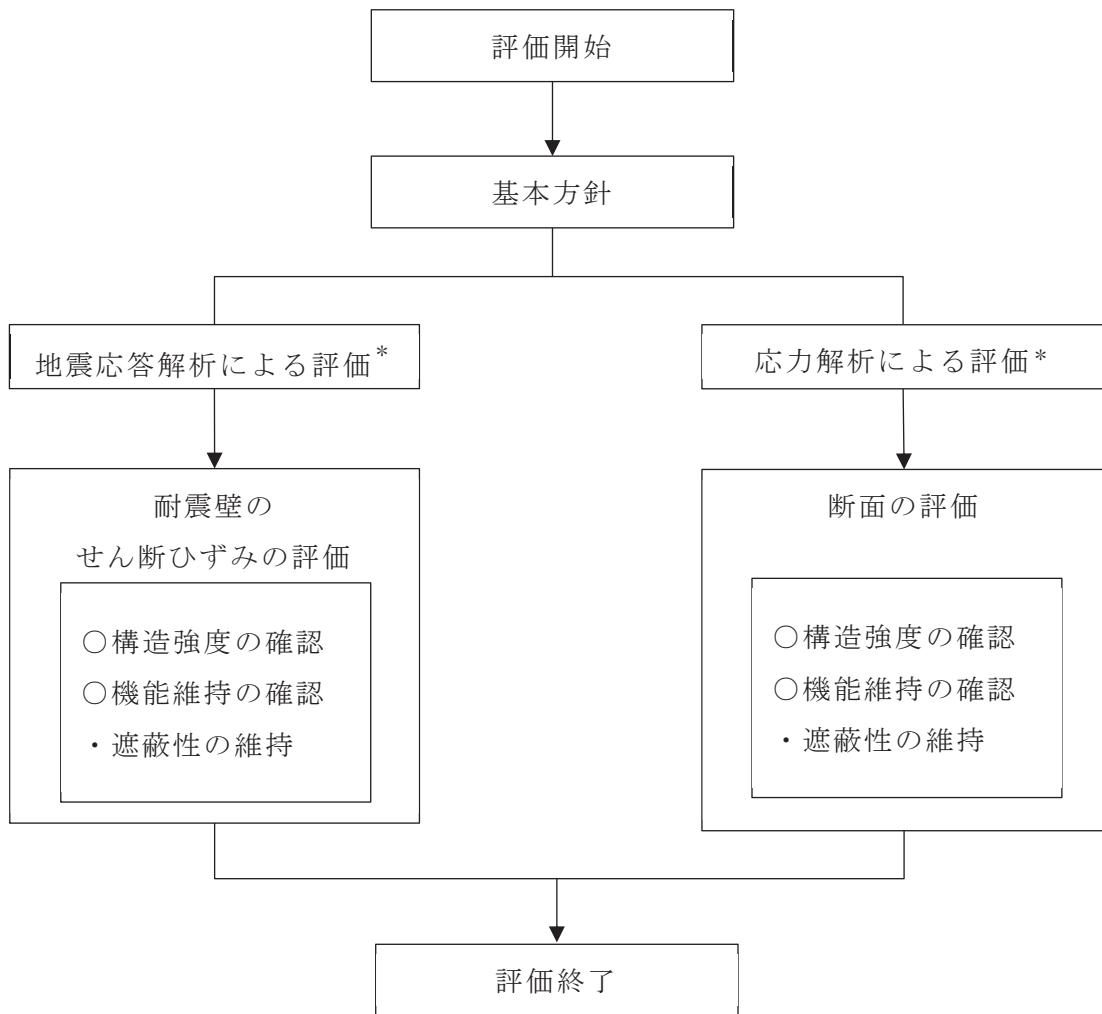 評価開始
基本方針
地震応答解析による評価*
応力解析による評価*
耐震壁の
せん断ひずみの評価
○構造強度の確認
○機能維持の確認
・遮蔽性の維持
断面の評価
○構造強度の確認
○機能維持の確認
・遮蔽性の維持
評価終了